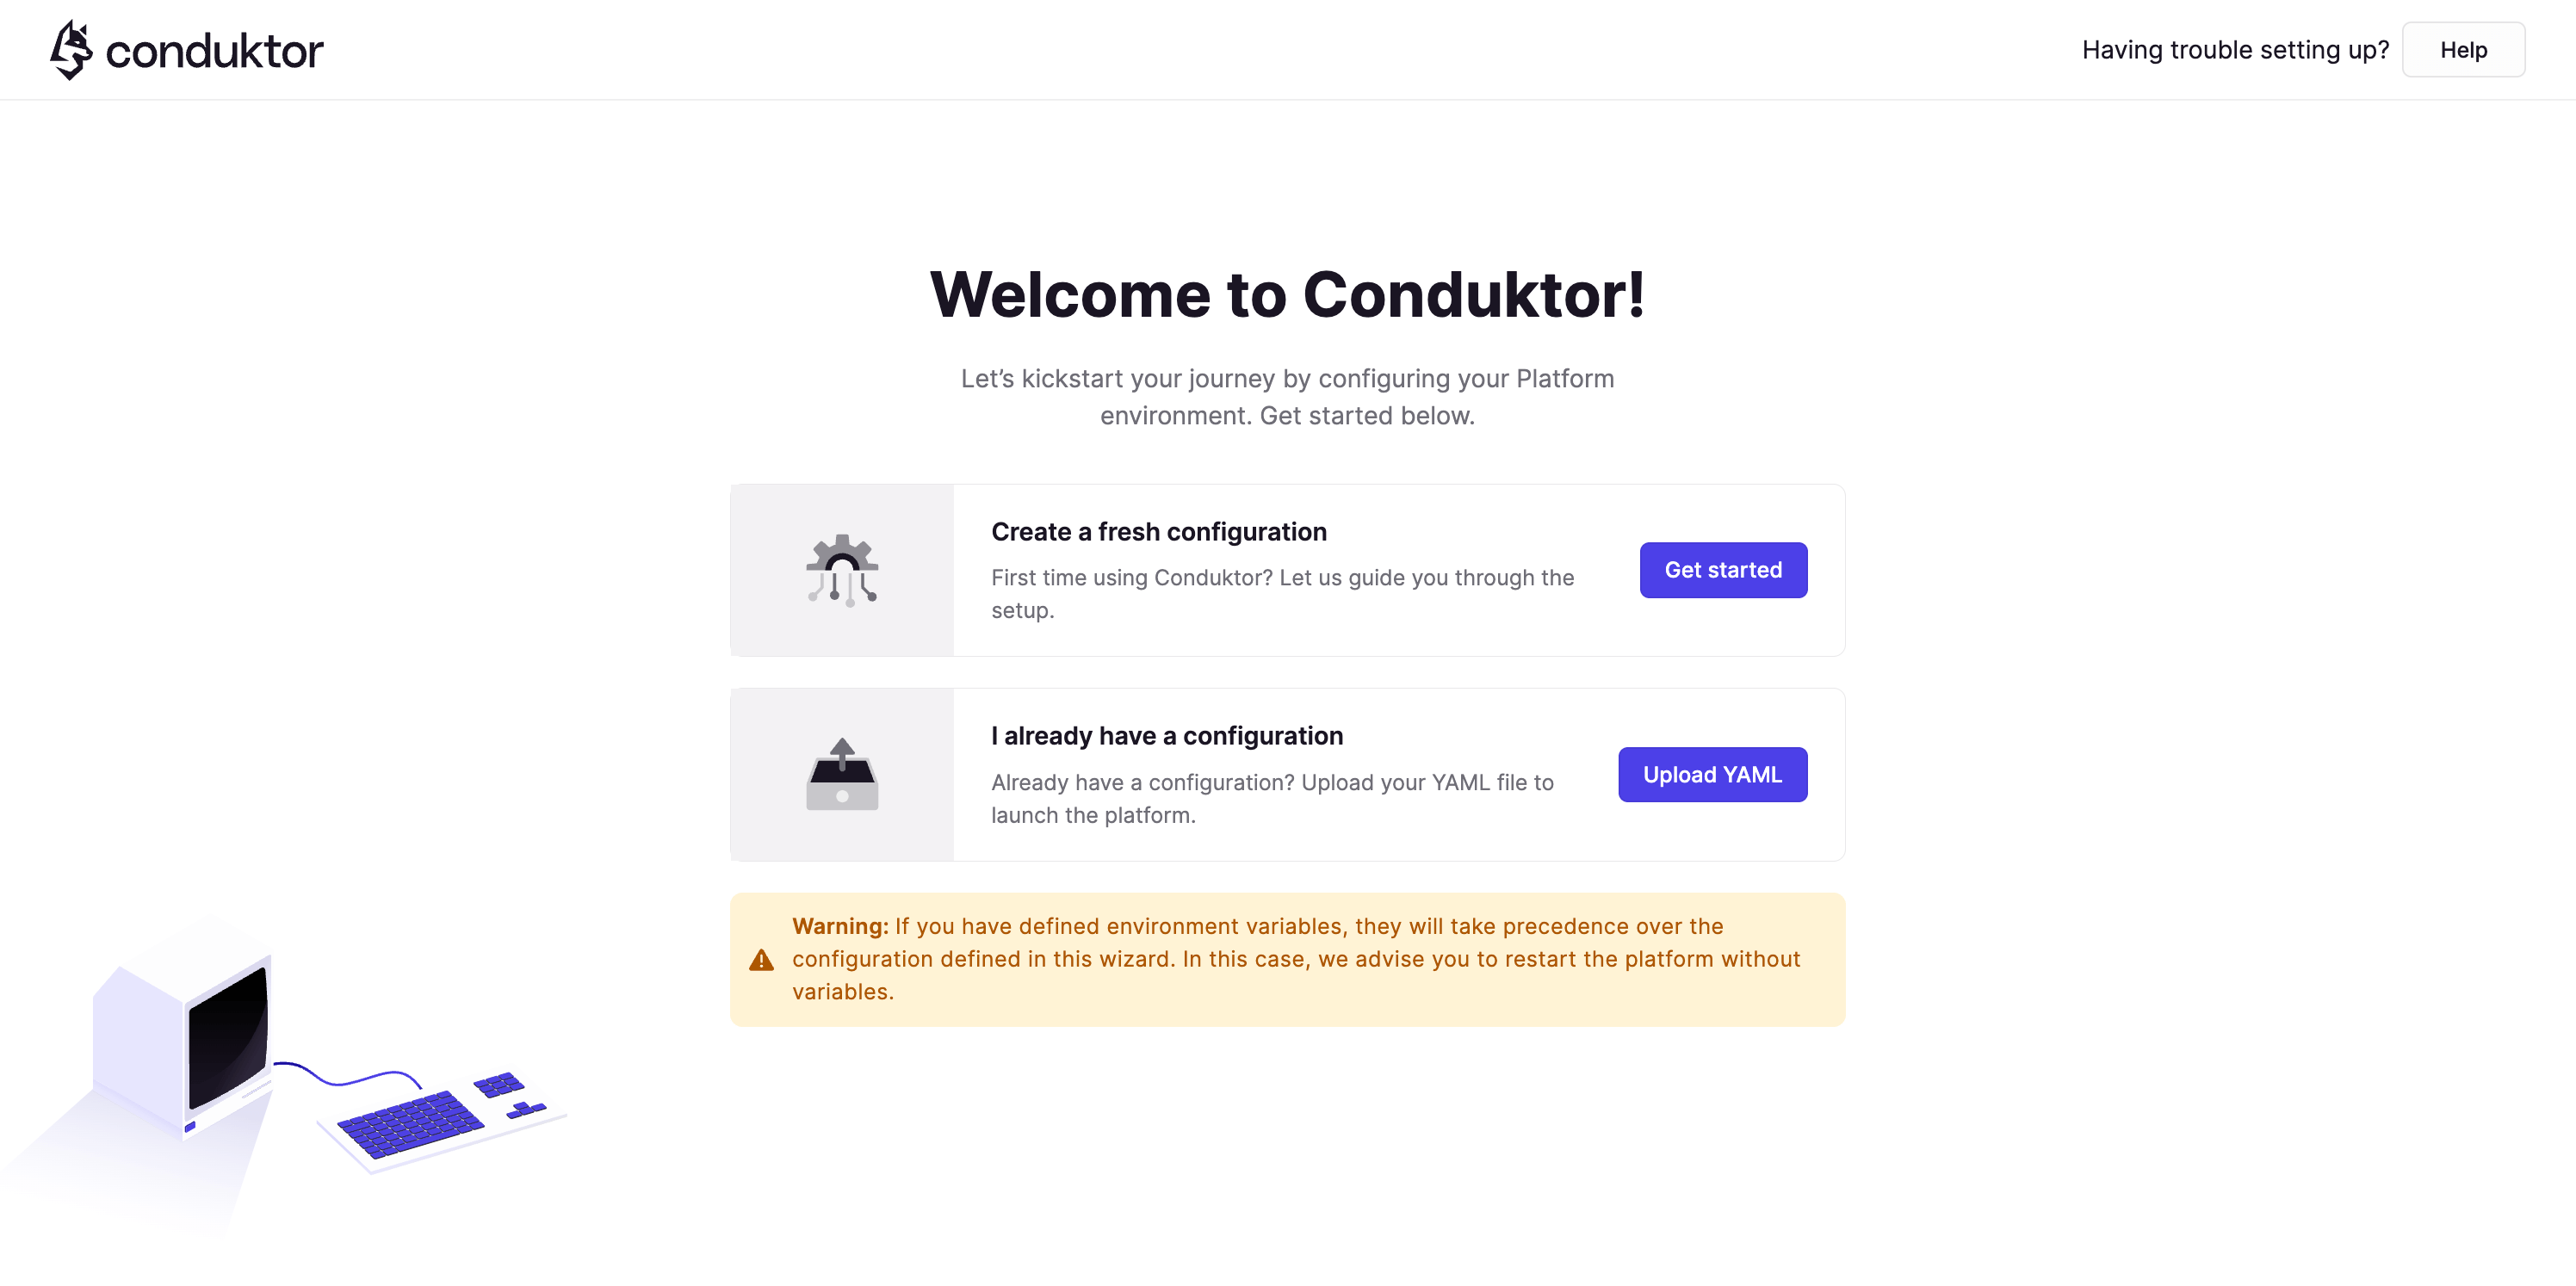 conduktor
Having trouble setting up?
Help
Welcome to Conduktor!
Let’s kickstart your journey by configuring your Platform
environment. Get started below.
Create a fresh configuration
First time using Conduktor? Let us guide you through the
setup.
Get started
I already have a configuration
Already have a configuration? Upload your YAML file to
launch the platform.
Upload YAML
Warning: If you have defined environment variables, they will take precedence over the
configuration defined in this wizard. In this case, we advise you to restart the platform without
variables.